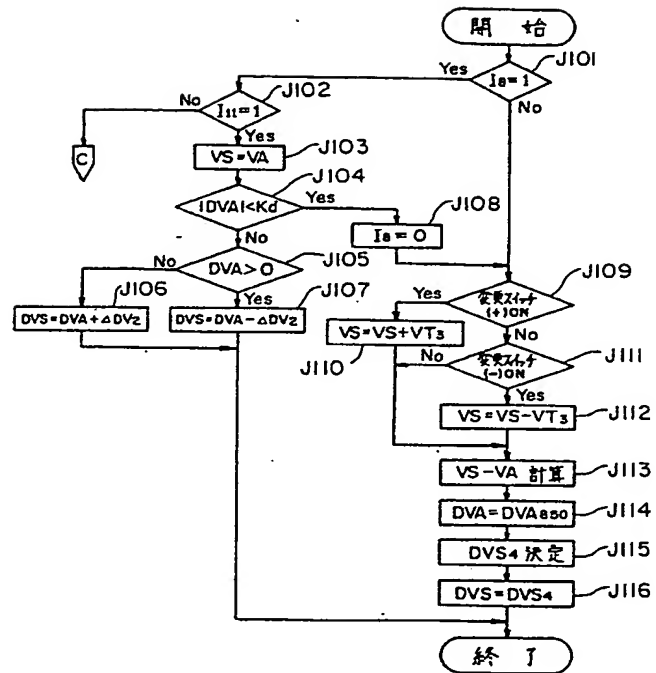 開 始
J101
I8=1
Yes
No
J102
I11=1
No
Yes
C
J103
VS=VA
J104
|DVA|<Kd
Yes
No
J108
I8=0
J105
DVA>0
No
Yes
J106
DVS=DVA+ΔDV2
J107
DVS=DVA-ΔDV2
J109
変更スイッチ
(+)ON
Yes
No
VS=VS+VT3
J110
J111
変更スイッチ
(-)ON
No
Yes
VS=VS-VT3
J112
VS-VA 計算
J113
DVA=DVA850
J114
DVS4 決定
J115
DVS=DVS4
J116
終 了